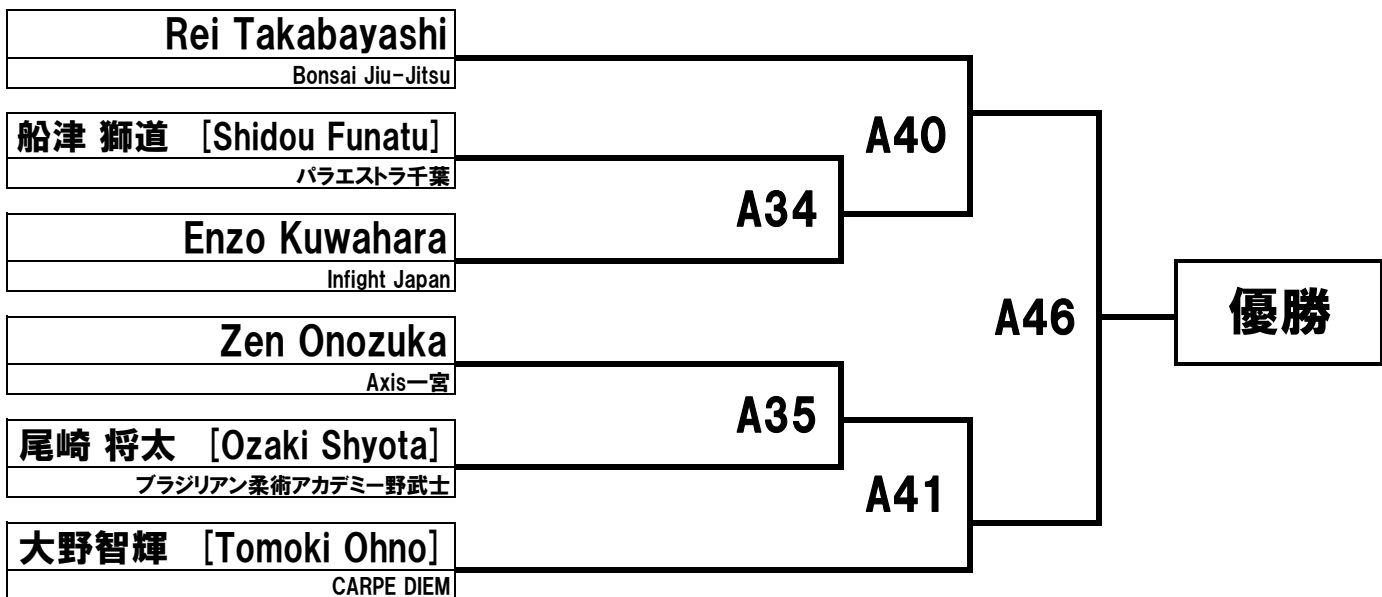 Rei Takabayashi
Bonsai Jiu-Jitsu
船津 獅道 [Shidou Funatu]
パラエストラ千葉
Enzo Kuwahara
Infight Japan
Zen Onozuka
Axis一宮
尾崎 将太 [Ozaki Shyota]
ブラジリアン柔術アカデミー野武士
大野智輝 [Tomoki Ohno]
CARPE DIEM
A34
A35
A40
A41
A46
優勝